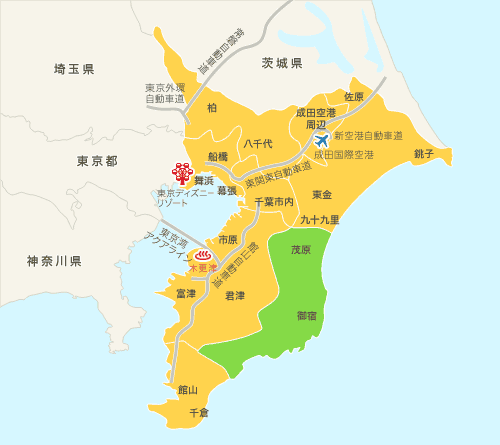 常磐自動車道
埼玉県
茨城県
東京外環
自動車道
佐原
柏
成田空港
周辺
新空港自動車道
八千代
成田国際空港
銚子
船橋
東京都
東関東自動車道
舞浜
幕張
東京ディズニー
リゾート
東金
千葉市内
九十九里
東京湾
アクアライン
市原
館山自動車道
茂原
神奈川県
木更津
富津
君津
御宿
館山
千倉